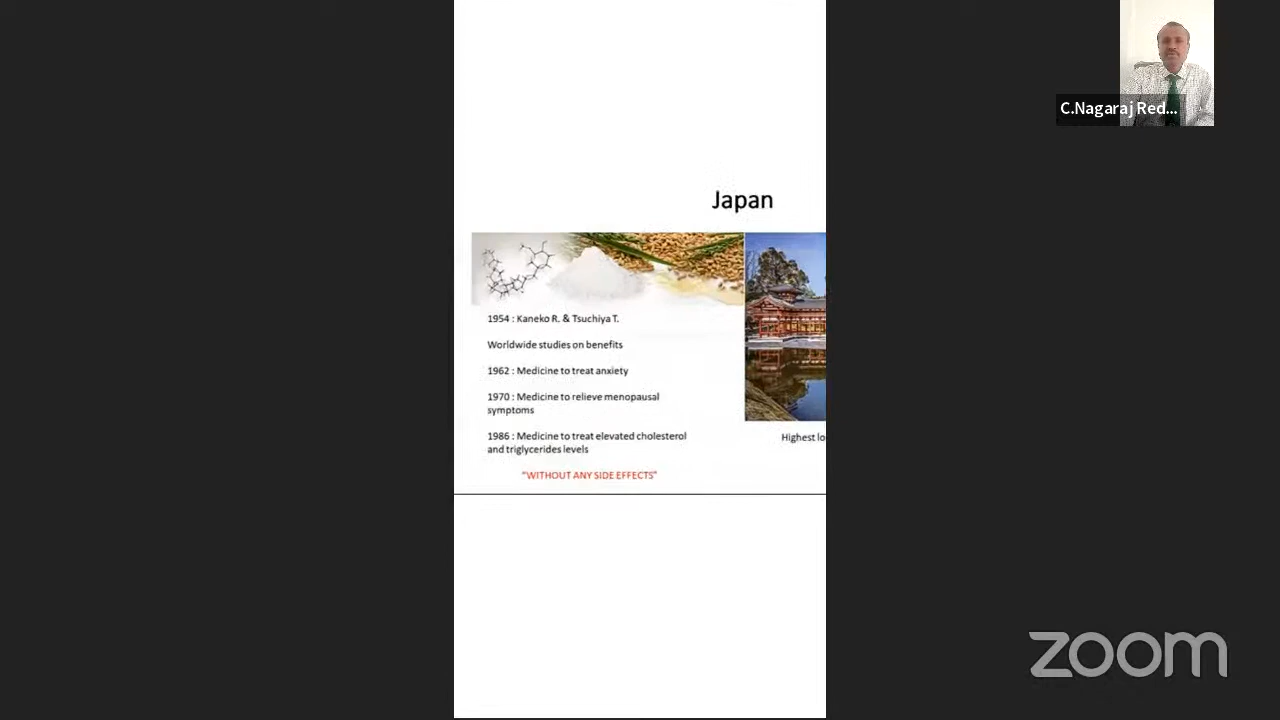 C.Nagaraj Red...
Japan
1954 : Kaneko R. & Tsuchiya T.
Worldwide studies on benefits
1962 : Medicine to treat anxiety
1970 : Medicine to relieve menopausal
symptoms
1986 : Medicine to treat elevated cholesterol
and triglycerides levels
"WITHOUT ANY SIDE EFFECTS"
Highest lo
zoom